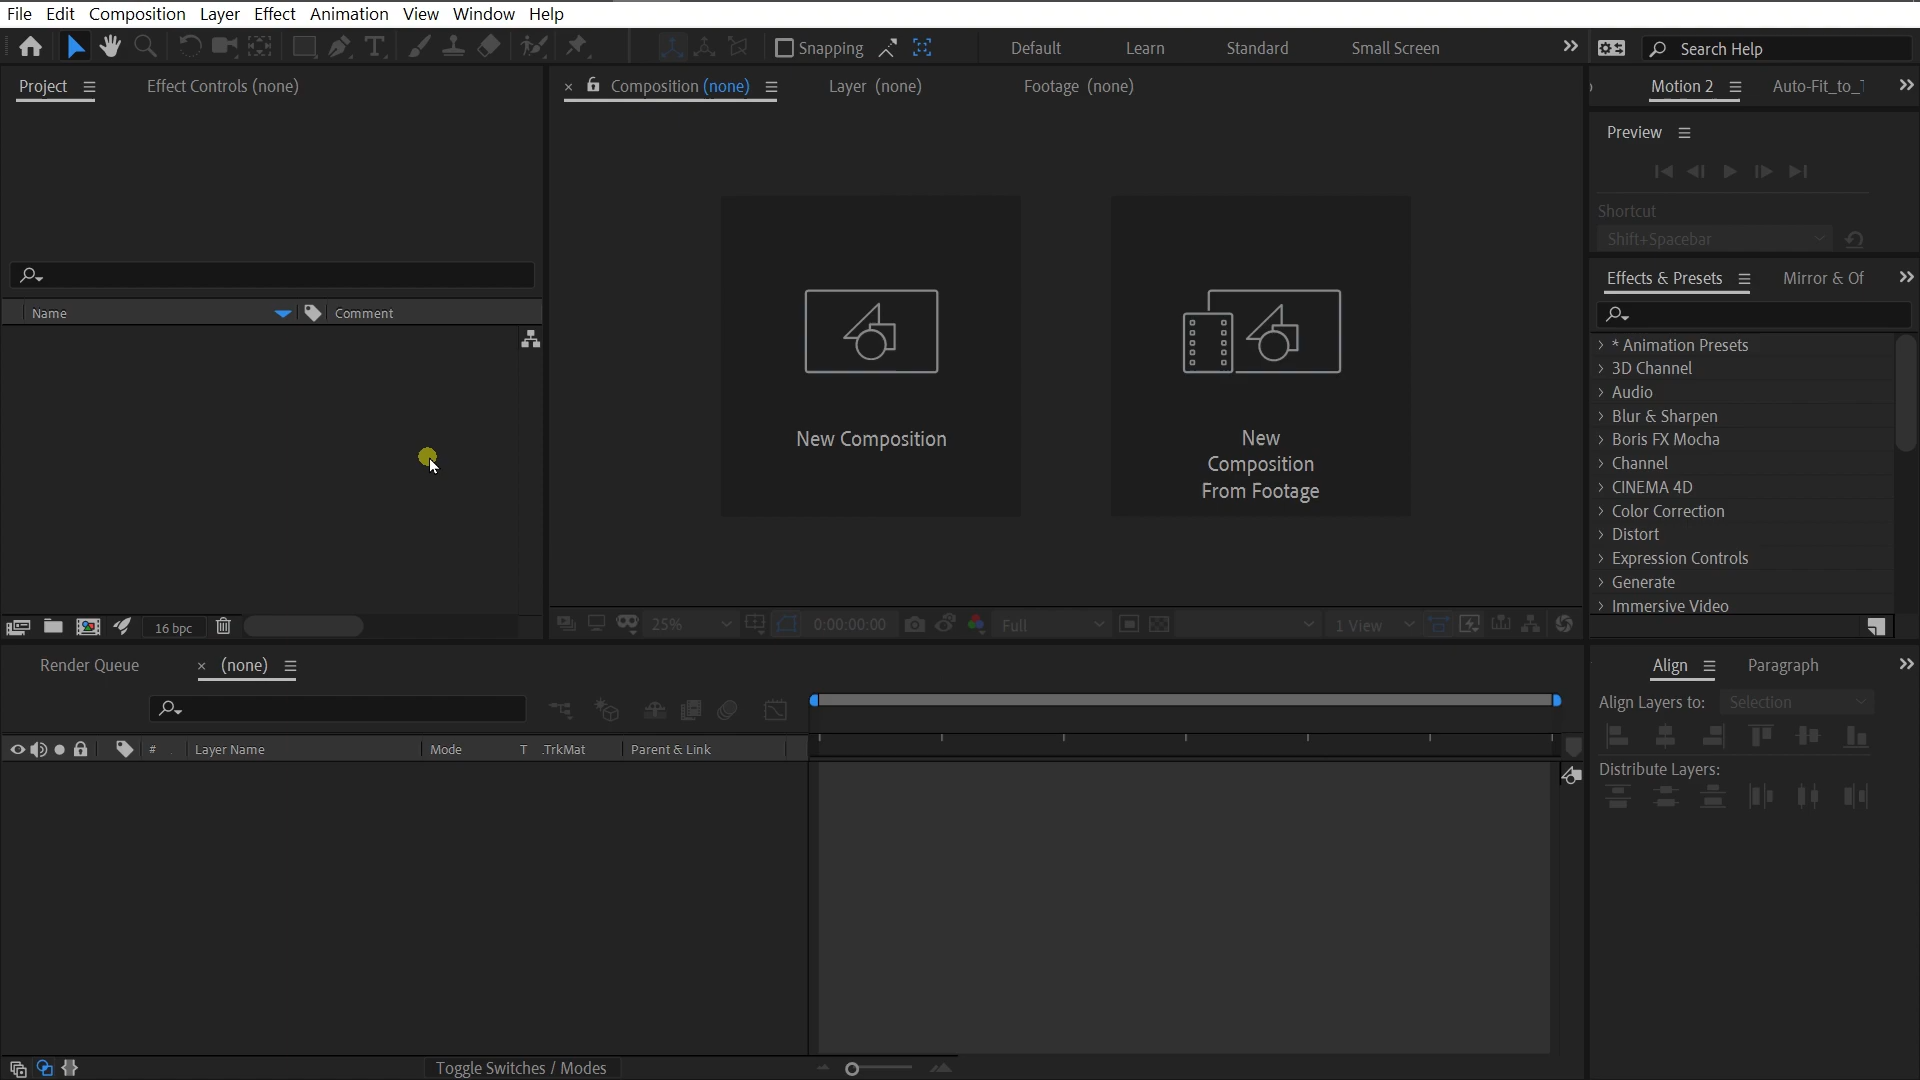 File Edit Composition Layer Effect Animation View Window Help
Snapping Default Learn Standard Small Screen Search Help
Project Effect Controls (none) Composition (none) Layer (none) Footage (none) Motion 2
Preview
Shortcut
Shift+Spacebar
Effects & Presets Mirror & Of
Name Comment
* Animation Presets
3D Channel
Audio
Blur & Sharpen
Boris FX Mocha
Channel
CINEMA 4D
Color Correction
Distort
Expression Controls
Generate
Immersive Video
New Composition
New
Composition
From Footage
16 bpc 25% 0:00:00:00 Full 1 View
Render Queue (none) Align Paragraph
Align Layers to: Selection
# Layer Name Mode T .TrkMat Parent & Link
Distribute Layers:
Toggle Switches / Modes